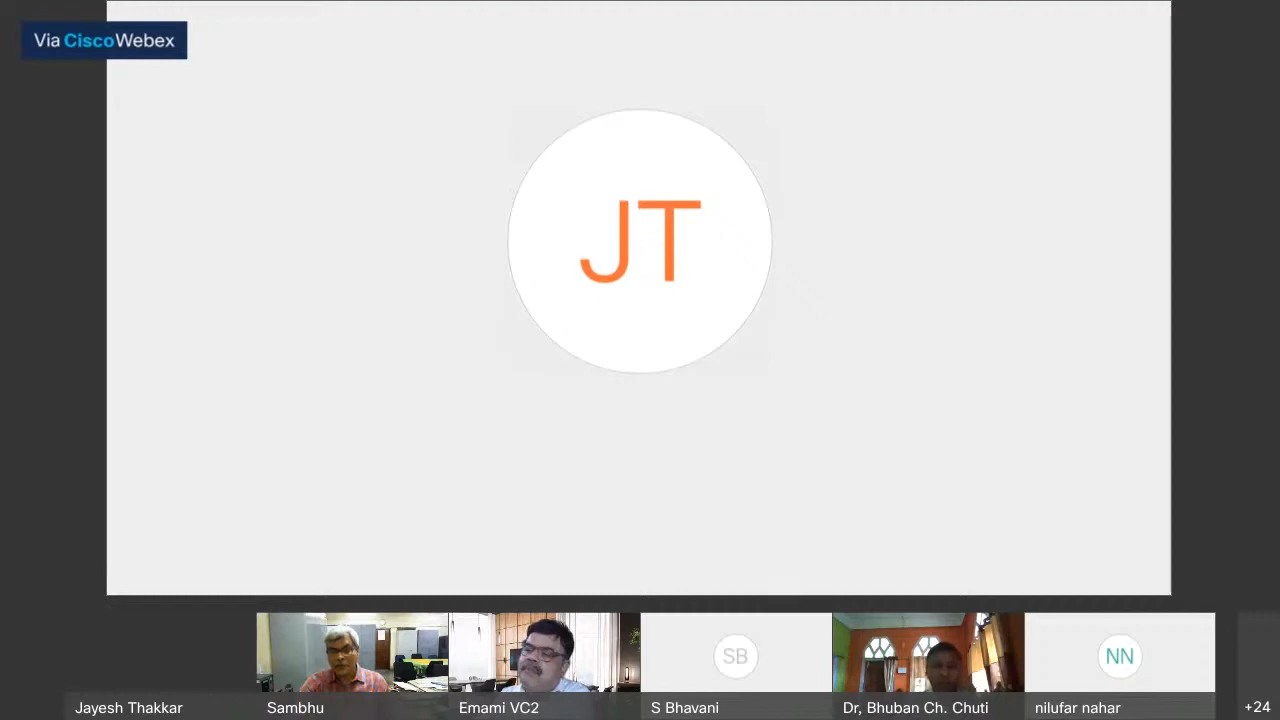 Via CiscoWebex
JT
SB
NN
Jayesh Thakkar
Sambhu
Emami VC2
S Bhavani
Dr, Bhuban Ch. Chuti
nilufar nahar
+24